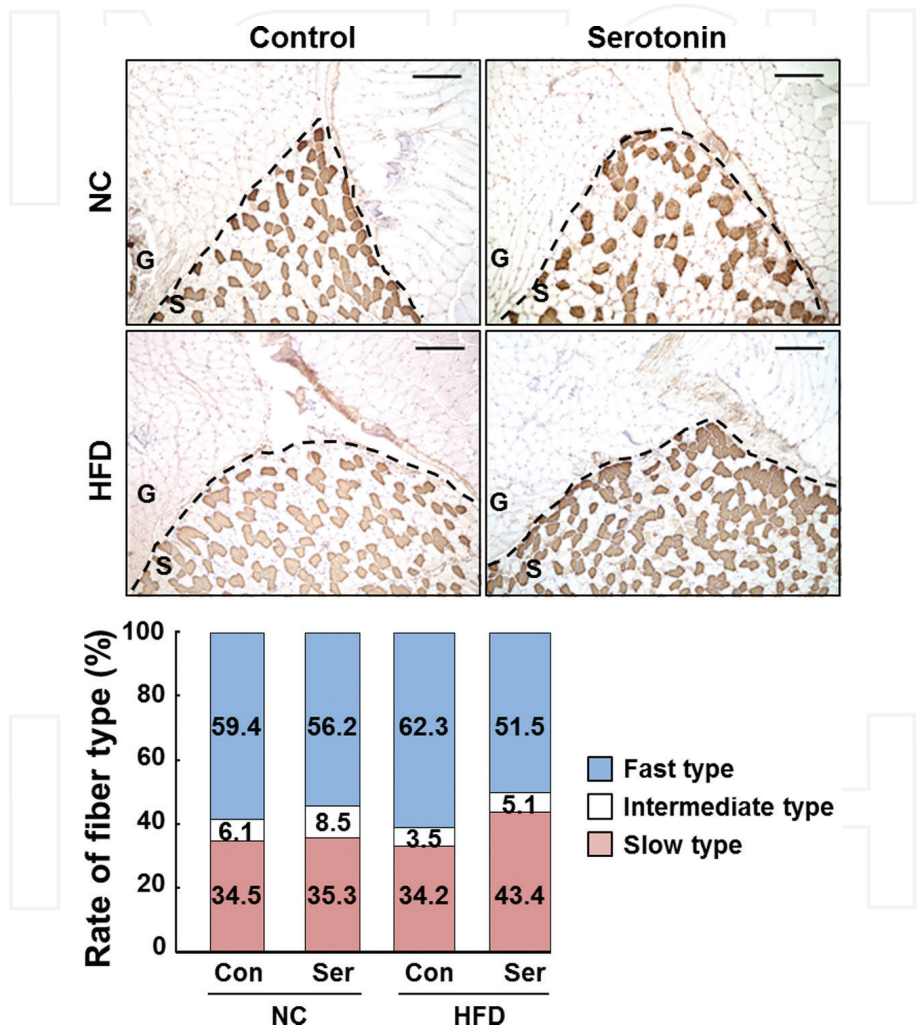 Control
Serotonin
NC
G
S
G
S
HFD
G
S
G
S
Rate of fiber type (%)
100
80
60
40
20
0
59.4
56.2
62.3
51.5
6.1
8.5
3.5
5.1
34.5
35.3
34.2
43.4
Fast type
Intermediate type
Slow type
Con
Ser
Con
Ser
NC
HFD